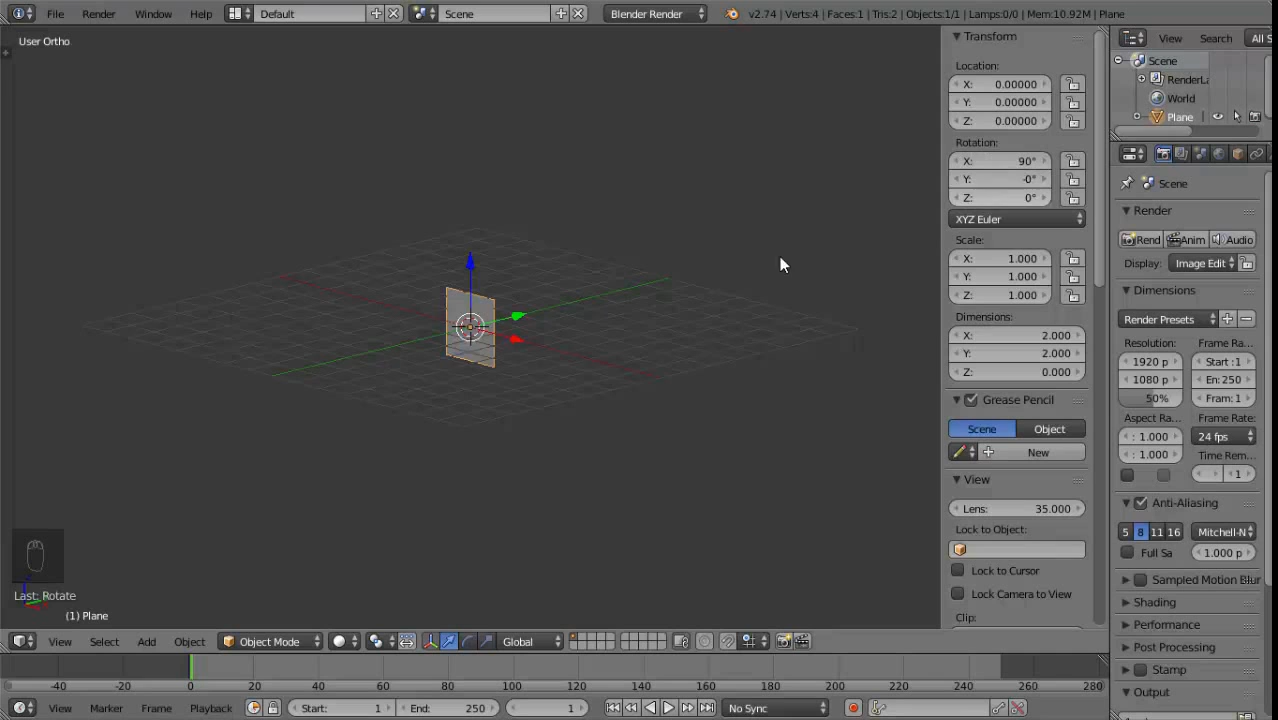 File Render Window Help Default Scene Blender Render v2.74 | Verts:4 | Faces:1 | Tris:2 | Objects:1/1 | Lamps:0/0 | Mem:10.92M | Plane
User Ortho
Last: Rotate
(1) Plane
Transform
Location:
X: 0.00000
Y: 0.00000
Z: 0.00000
Rotation:
X: 90°
Y: -0°
Z: 0°
XYZ Euler
Scale:
X: 1.000
Y: 1.000
Z: 1.000
Dimensions:
X: 2.000
Y: 2.000
Z: 0.000
Grease Pencil
Scene Object
New
View
Lens: 35.000
Lock to Object:
Lock to Cursor
Lock Camera to View
Clip:
View Search All S
Scene
RenderLa
World
Plane
Scene
Render
Rend Anim Audio
Display: Image Edit
Dimensions
Render Presets
Resolution: Frame Ra...
1920 p Start :1
1080 p En: 250
50% Fram: 1
Aspect Ra... Frame Rate:
: 1.000 24 fps
: 1.000 Time Rem...
1
Anti-Aliasing
5 8 11 16 Mitchell-N
Full Sa 1.000 p
Sampled Motion Blur
Shading
Performance
Post Processing
Stamp
Output
View Select Add Object Object Mode Global
-40 -20 0 20 40 60 80 100 120 140 160 180 200 220 240 260 280
View Marker Frame Playback Start: 1 End: 250 1 No Sync